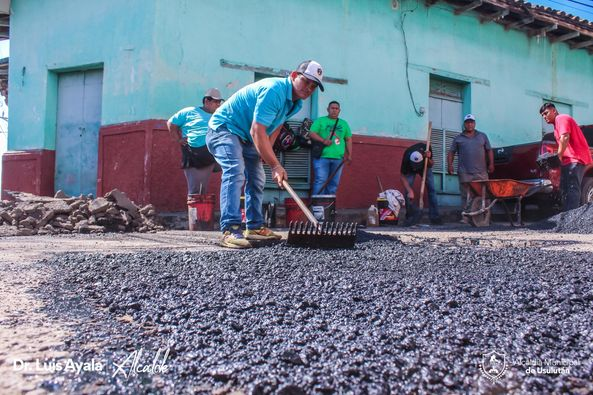 Dr. Luis Ayala
Alcalde
Alcaldía Municipal
de Usulután